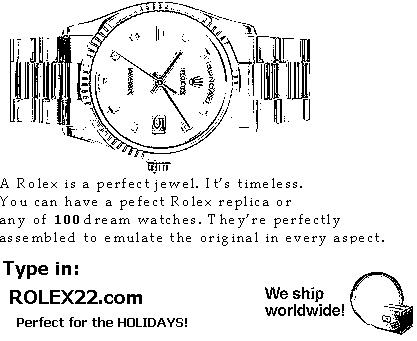 A Rolex is a perfect jewel. It's timeless.
You can have a pefect Rolex replica or
any of 100 dream watches. They're perfectly
assembled to emulate the original in every aspect.
Type in:
ROLEX22.com
Perfect for the HOLIDAYS!
We ship
worldwide!